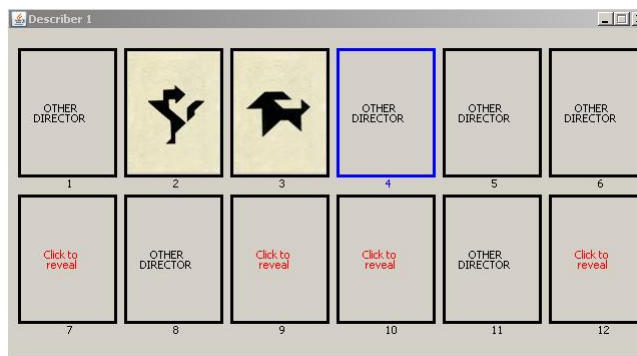 Describer 1
OTHER
DIRECTOR
OTHER
DIRECTOR
OTHER
DIRECTOR
OTHER
DIRECTOR
1 2 3 4 5 6
Click to
reveal
OTHER
DIRECTOR
Click to
reveal
Click to
reveal
OTHER
DIRECTOR
Click to
reveal
7 8 9 10 11 12